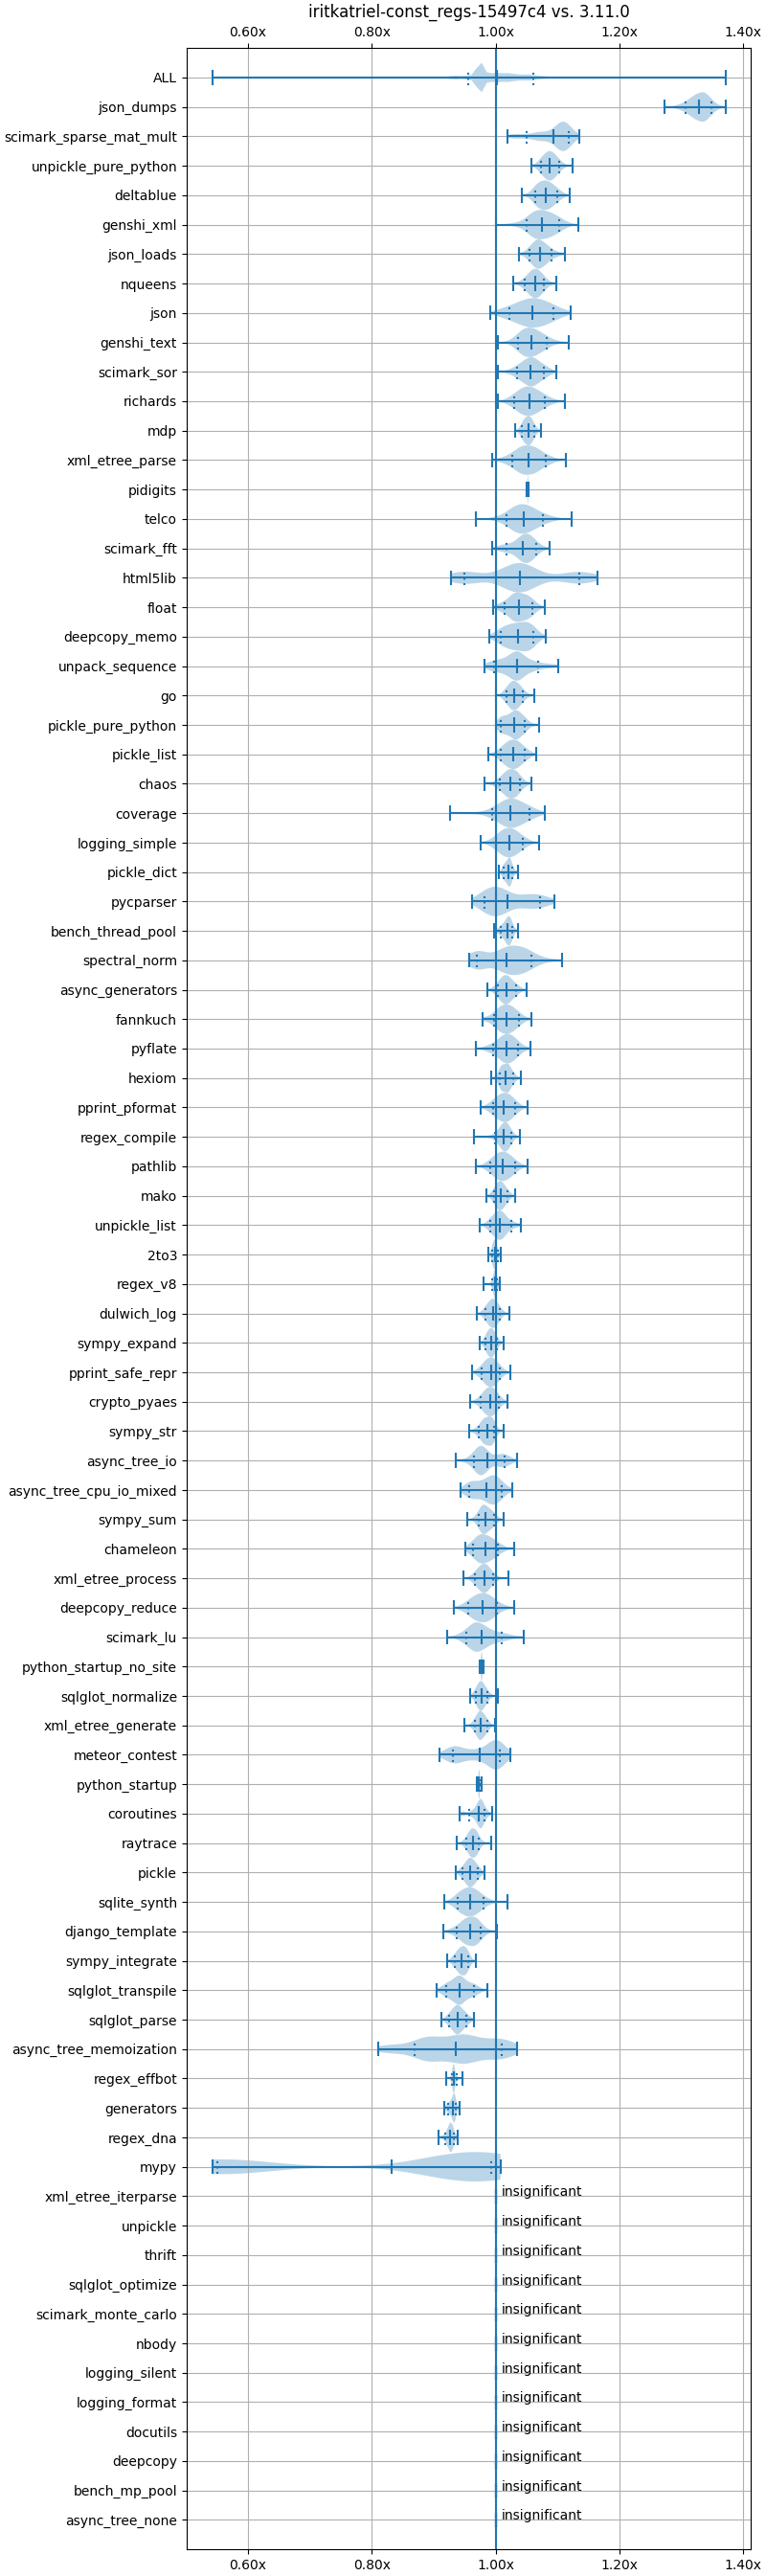 iritkatriel-const_regs-15497c4 vs. 3.11.0
0.60x 0.80x 1.00x 1.20x 1.40x
ALL
json_dumps
scimark_sparse_mat_mult
unpickle_pure_python
deltablue
genshi_xml
json_loads
nqueens
json
genshi_text
scimark_sor
richards
mdp
xml_etree_parse
pidigits
telco
scimark_fft
html5lib
float
deepcopy_memo
unpack_sequence
go
pickle_pure_python
pickle_list
chaos
coverage
logging_simple
pickle_dict
pycparser
bench_thread_pool
spectral_norm
async_generators
fannkuch
pyflate
hexiom
pprint_pformat
regex_compile
pathlib
mako
unpickle_list
2to3
regex_v8
dulwich_log
sympy_expand
pprint_safe_repr
crypto_pyaes
sympy_str
async_tree_io
async_tree_cpu_io_mixed
sympy_sum
chameleon
xml_etree_process
deepcopy_reduce
scimark_lu
python_startup_no_site
sqlglot_normalize
xml_etree_generate
meteor_contest
python_startup
coroutines
raytrace
pickle
sqlite_synth
django_template
sympy_integrate
sqlglot_transpile
sqlglot_parse
async_tree_memoization
regex_effbot
generators
regex_dna
mypy
xml_etree_iterparse insignificant
unpickle insignificant
thrift insignificant
sqlglot_optimize insignificant
scimark_monte_carlo insignificant
nbody insignificant
logging_silent insignificant
logging_format insignificant
docutils insignificant
deepcopy insignificant
bench_mp_pool insignificant
async_tree_none insignificant
0.60x 0.80x 1.00x 1.20x 1.40x